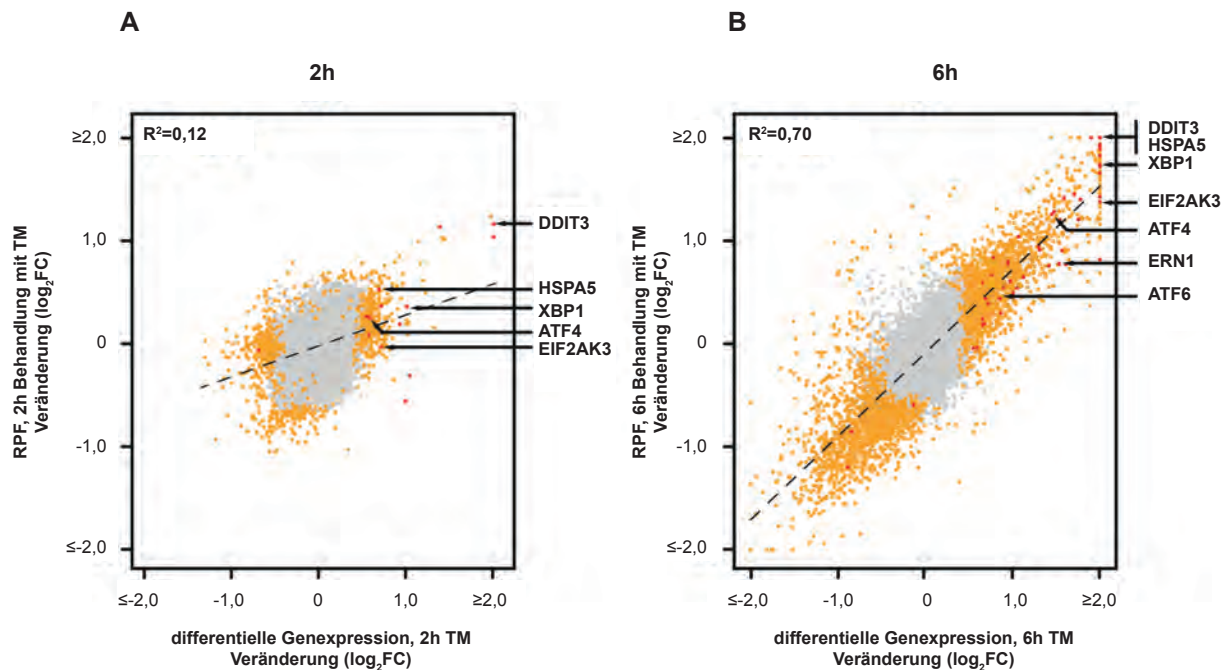 A
2h
R²=0,12
≥2,0
1,0
0
-1,0
≤-2,0
RPF, 2h Behandlung mit TM
Veränderung (log₂FC)
DDIT3
HSPA5
XBP1
ATF4
EIF2AK3
≤-2,0 -1,0 0 1,0 ≥2,0
differentielle Genexpression, 2h TM
Veränderung (log₂FC)
B
6h
R²=0,70
≥2,0
1,0
0
-1,0
≤-2,0
RPF, 6h Behandlung mit TM
Veränderung (log₂FC)
DDIT3
HSPA5
XBP1
EIF2AK3
ATF4
ERN1
ATF6
≤-2,0 -1,0 0 1,0 ≥2,0
differentielle Genexpression, 6h TM
Veränderung (log₂FC)